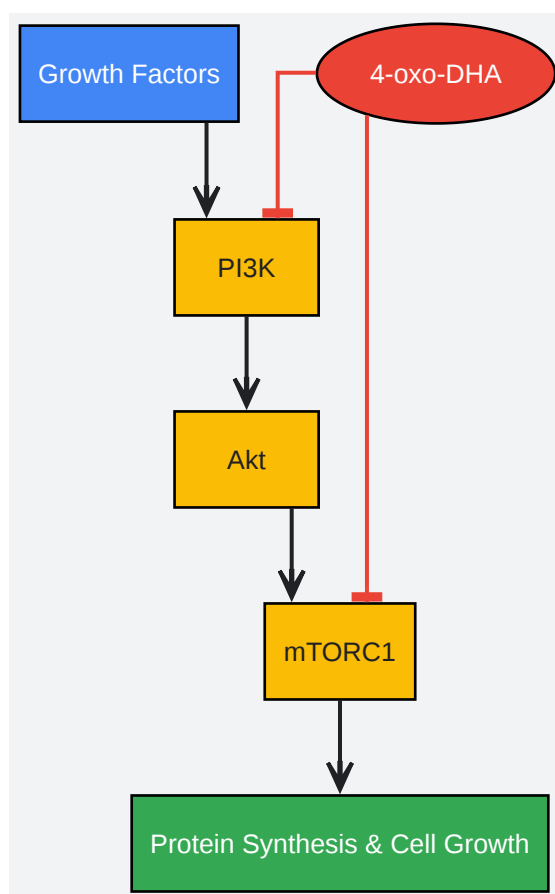 Growth Factors
4-oxo-DHA
PI3K
Akt
mTORC1
Protein Synthesis & Cell Growth